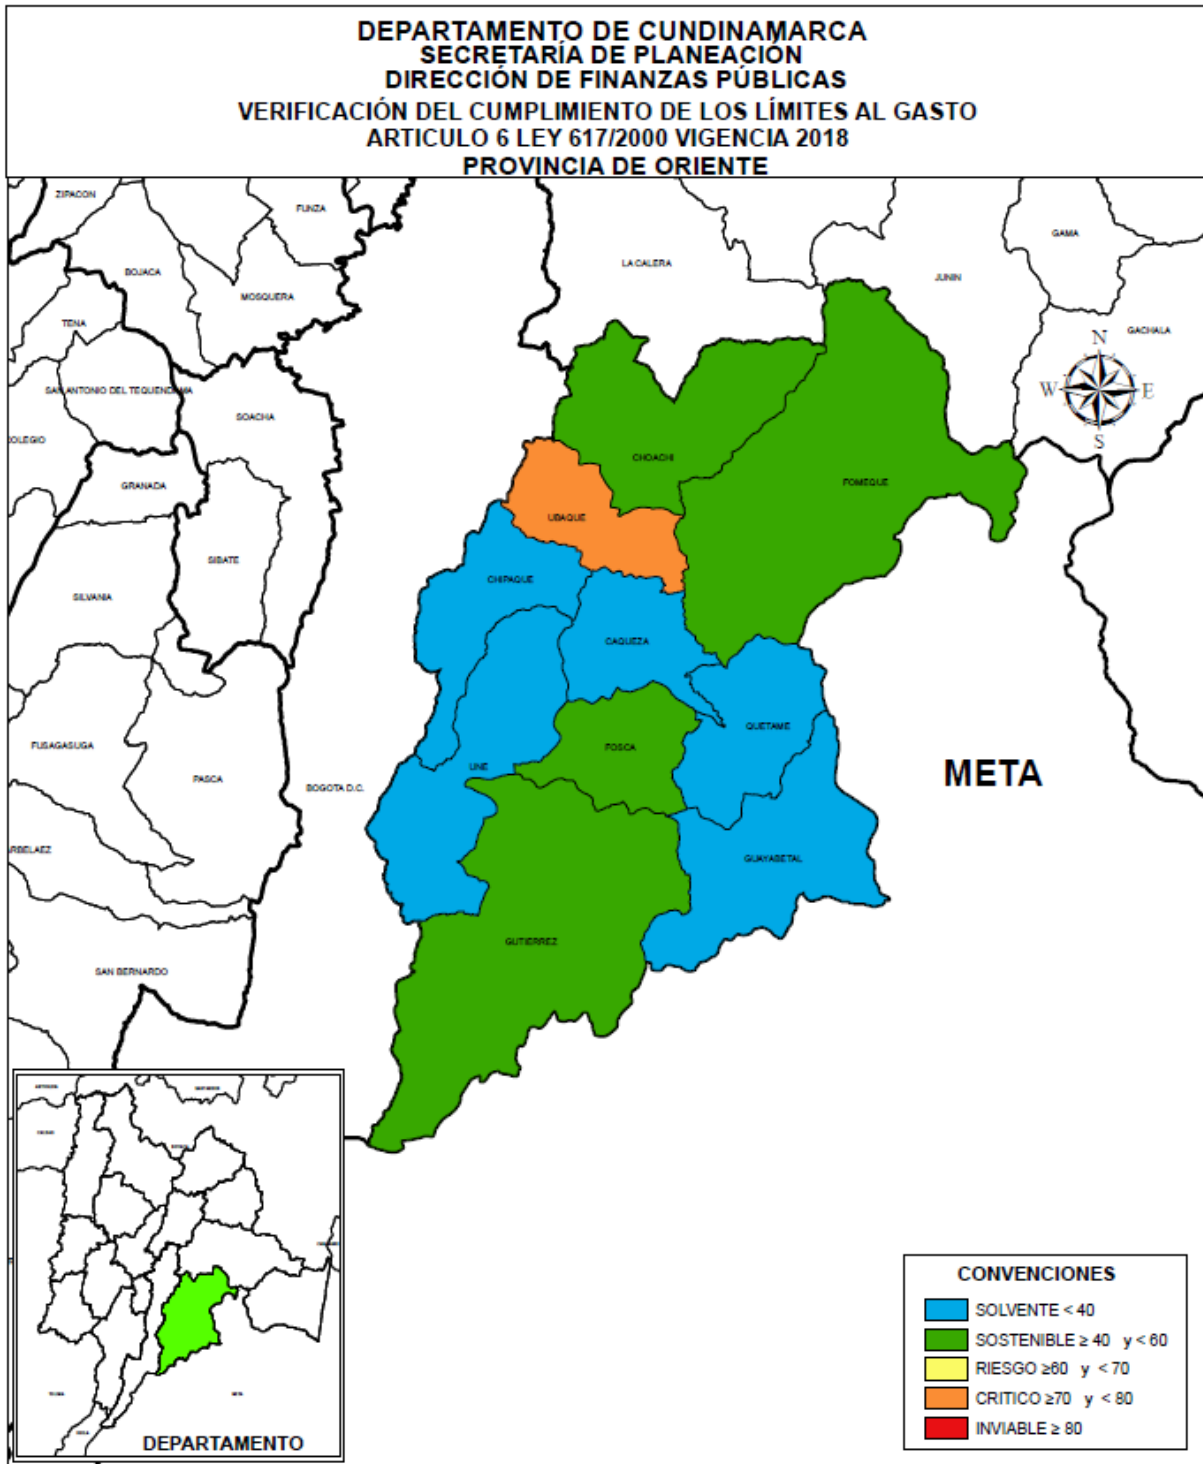 DEPARTAMENTO DE CUNDINAMARCA
SECRETARÍA DE PLANEACIÓN
DIRECCIÓN DE FINANZAS PÚBLICAS
VERIFICACIÓN DEL CUMPLIMIENTO DE LOS LÍMITES AL GASTO
ARTICULO 6 LEY 617/2000 VIGENCIA 2018
PROVINCIA DE ORIENTE
ZIPACON
FUNZA
GAMA
LA CALERA
BOJACA
JUNIN
MOSQUERA
TENA
GACHALA
N
W
E
S
SAN ANTONIO DEL TEQUENDAMA
SOACHA
OLEGIO
CHOACHI
GRANADA
FOMEQUE
UBAQUE
SIBATE
CHIPAQUE
SILVANIA
CAQUEZA
QUETAME
FUSAGASUGA
FOSCA
UNE
PASCA
META
BOGOTA D.C.
RBELAEZ
GUAYABETAL
GUTIERREZ
SAN BERNARDO
DEPARTAMENTO
CONVENCIONES
SOLVENTE < 40
SOSTENIBLE ≥ 40 y < 60
RIESGO ≥60 y < 70
CRITICO ≥70 y < 80
INVIABLE ≥ 80